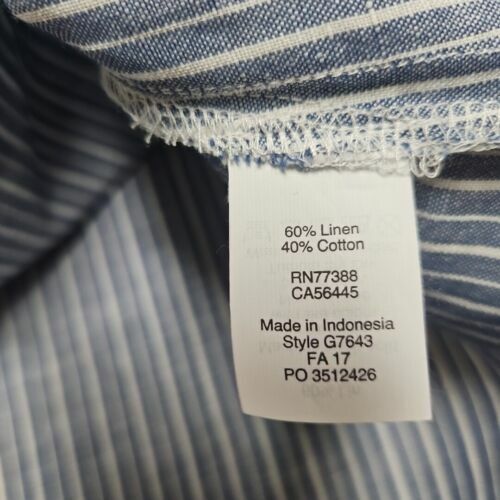 60% Linen
40% Cotton
RN77388
CA56445
Made in Indonesia
Style G7643
FA 17
PO 3512426